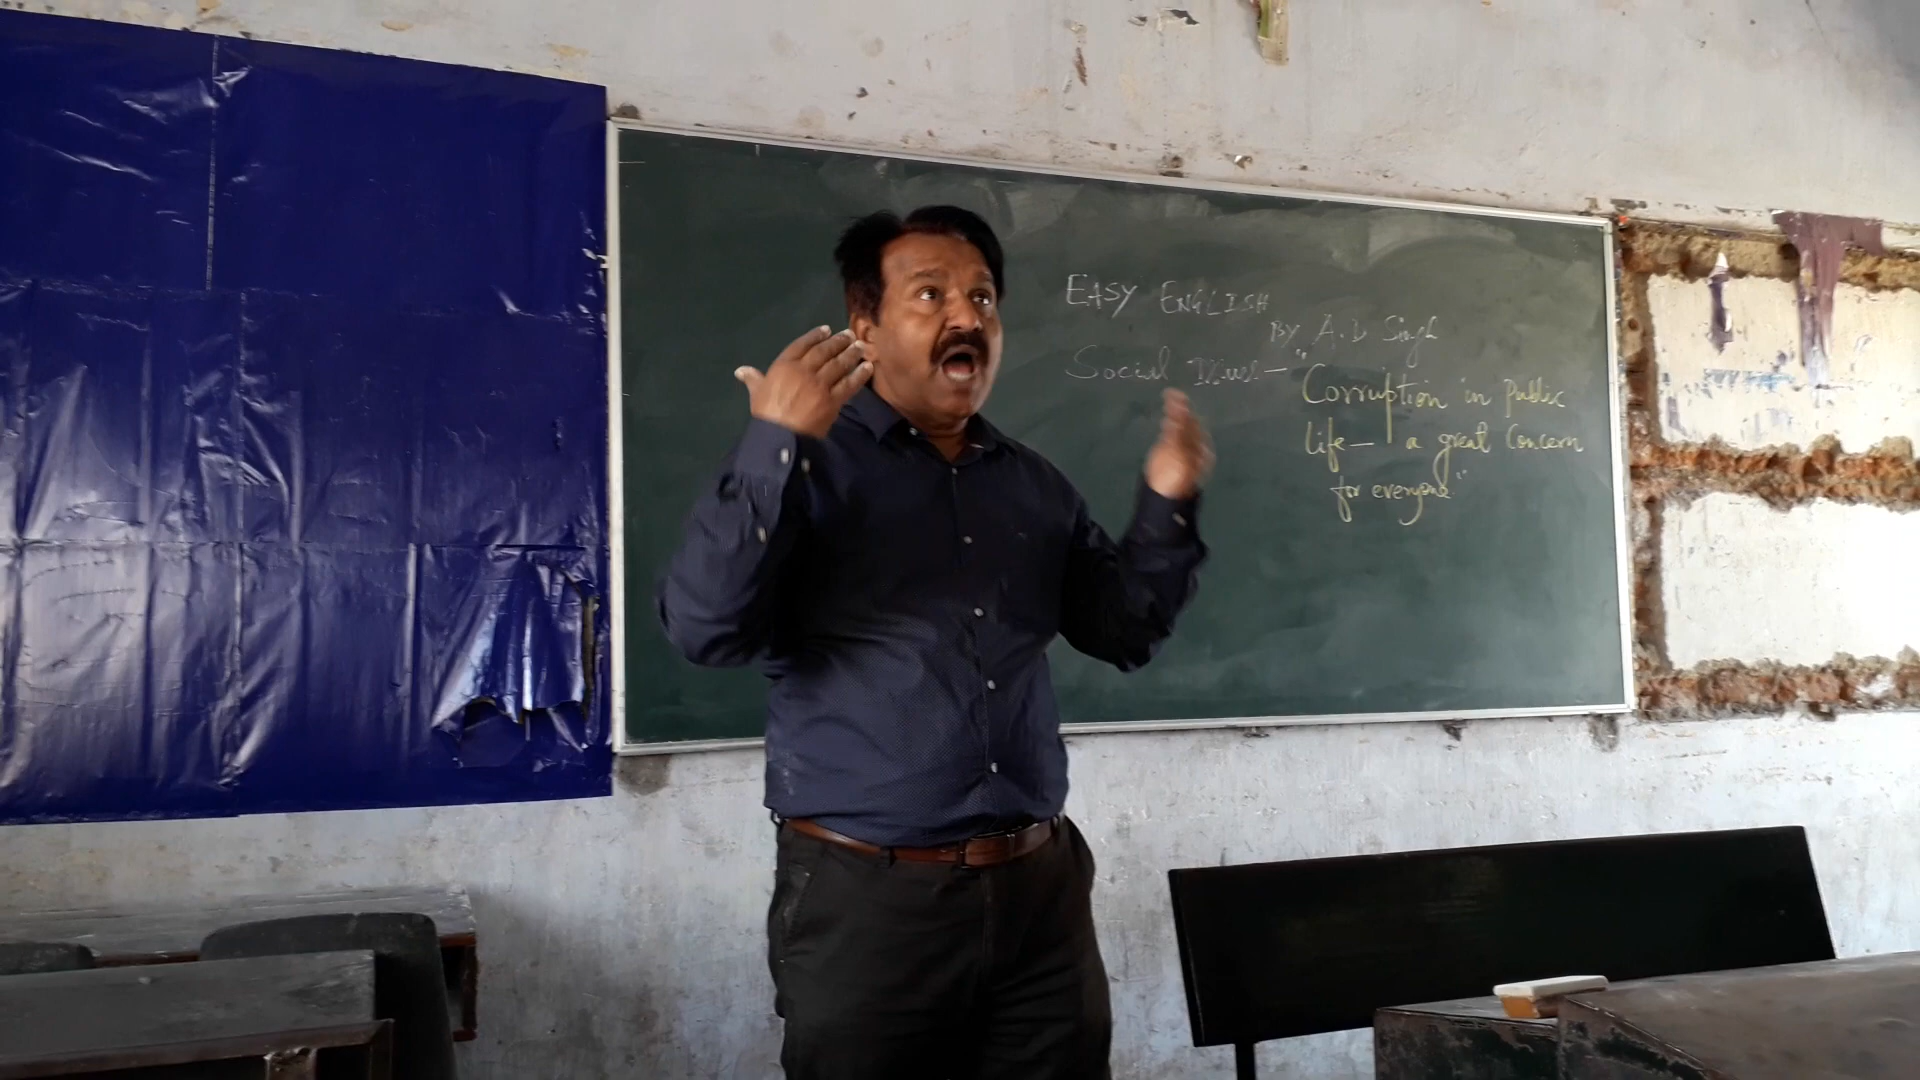 EASY ENGLISH
BY A.D Singh
Social Issues — "
Corruption in public
life — a great Concern
for everyone"